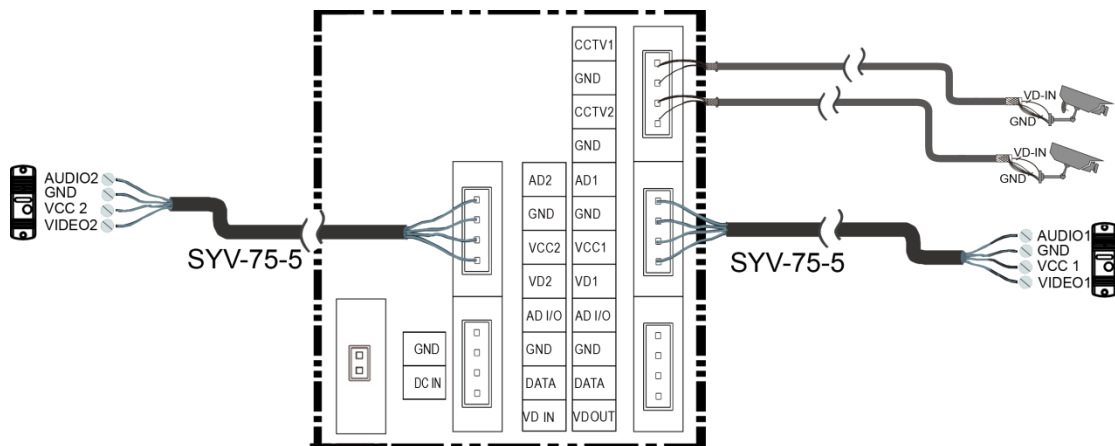 CCTV1
GND
CCTV2
GND
VD-IN
GND
VD-IN
GND
AUDIO2
GND
VCC 2
VIDEO2
SYV-75-5
AD2 AD1
GND GND
VCC2 VCC1
VD2 VD1
AD I/O AD I/O
GND GND
DATA DATA
VD IN VDOUT
GND
DC IN
SYV-75-5
AUDIO1
GND
VCC 1
VIDEO1